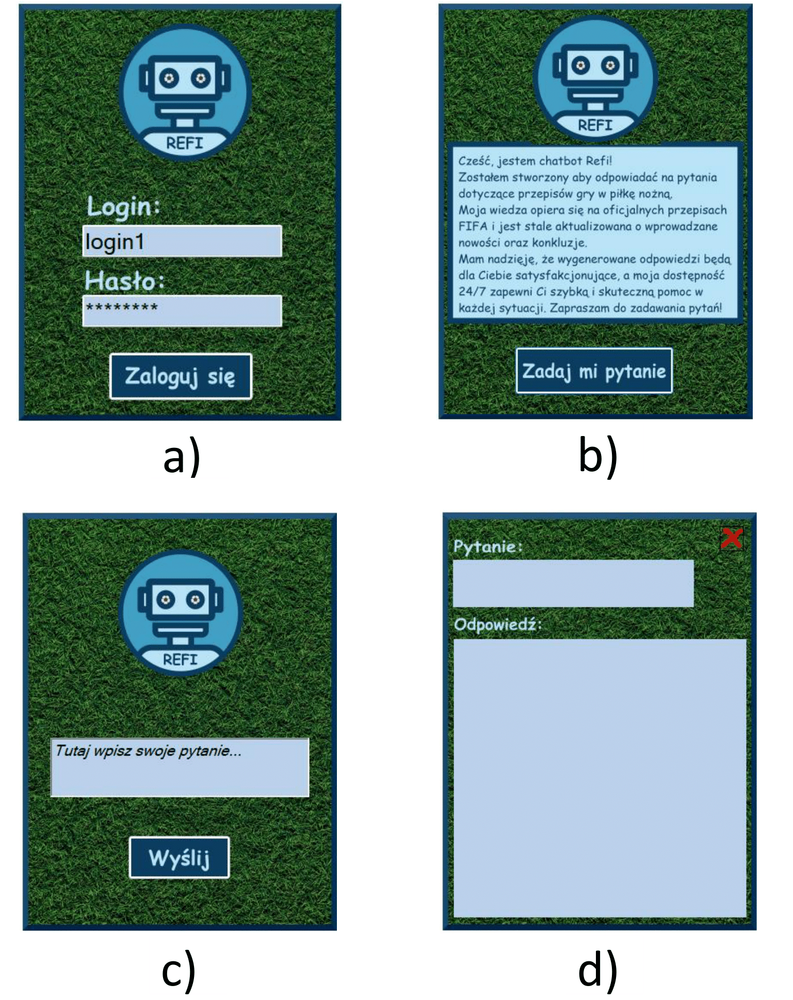 REFI
Login:
login1
Hasło:
********
Zaloguj się
a)
REFI
Cześć, jestem chatbot Refi!
Zostałem stworzony aby odpowiadać na pytania
dotyczące przepisów gry w piłkę nożną,
Moja wiedza opiera się na oficjalnych przepisach
FIFA i jest stale aktualizowana o wprowadzane
nowości oraz konkluzje.
Mam nadzieję, że wygenerowane odpowiedzi będą
dla Ciebie satysfakcjonujące, a moja dostępność
24/7 zapewni Ci szybką i skuteczną pomoc w
każdej sytuacji. Zapraszam do zadawania pytań!
Zadaj mi pytanie
b)
REFI
Tutaj wpisz swoje pytanie...
Wyślij
c)
Pytanie:
Odpowiedź:
d)